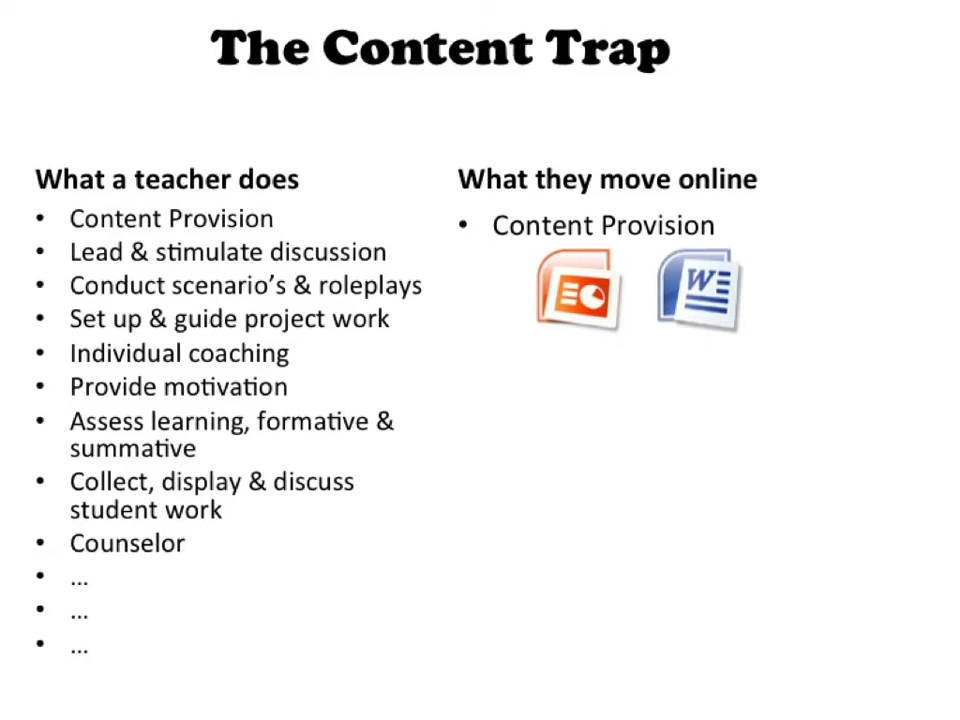 The Content Trap
What a teacher does
• Content Provision
• Lead & stimulate discussion
• Conduct scenario's & roleplays
• Set up & guide project work
• Individual coaching
• Provide motivation
• Assess learning, formative &
summative
• Collect, display & discuss
student work
• Counselor
• ...
• ...
• ...
What they move online
• Content Provision
W